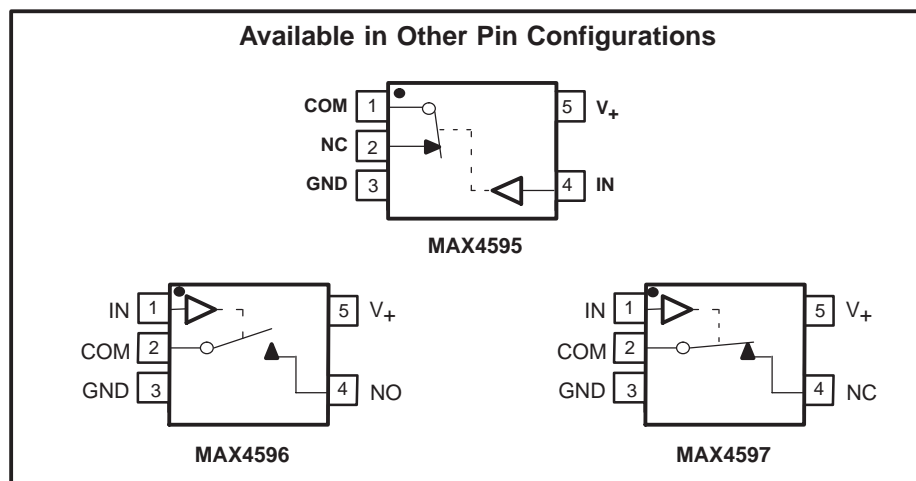 Available in Other Pin Configurations
COM 1
5 V+
NC 2
GND 3
4 IN
MAX4595
IN 1
5 V+
COM 2
GND 3
4 NO
MAX4596
IN 1
5 V+
COM 2
GND 3
4 NC
MAX4597